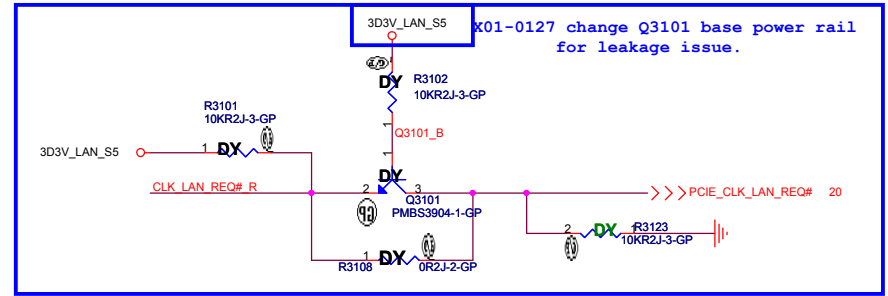 3D3V_LAN_S5
X01-0127 change Q3101 base power rail
for leakage issue.
DY
R3102
10KR2J-3-GP
R3101
10KR2J-3-GP
1
Q3101_B
3D3V_LAN_S5
1 DY
1
DY
CLK_LAN_REQ#_R
2
3
Q3101
PMBS3904-1-GP
PCIE_CLK_LAN_REQ# 20
2 DY 1
R3123
10KR2J-3-GP
1 DY
R3108
0R2J-2-GP